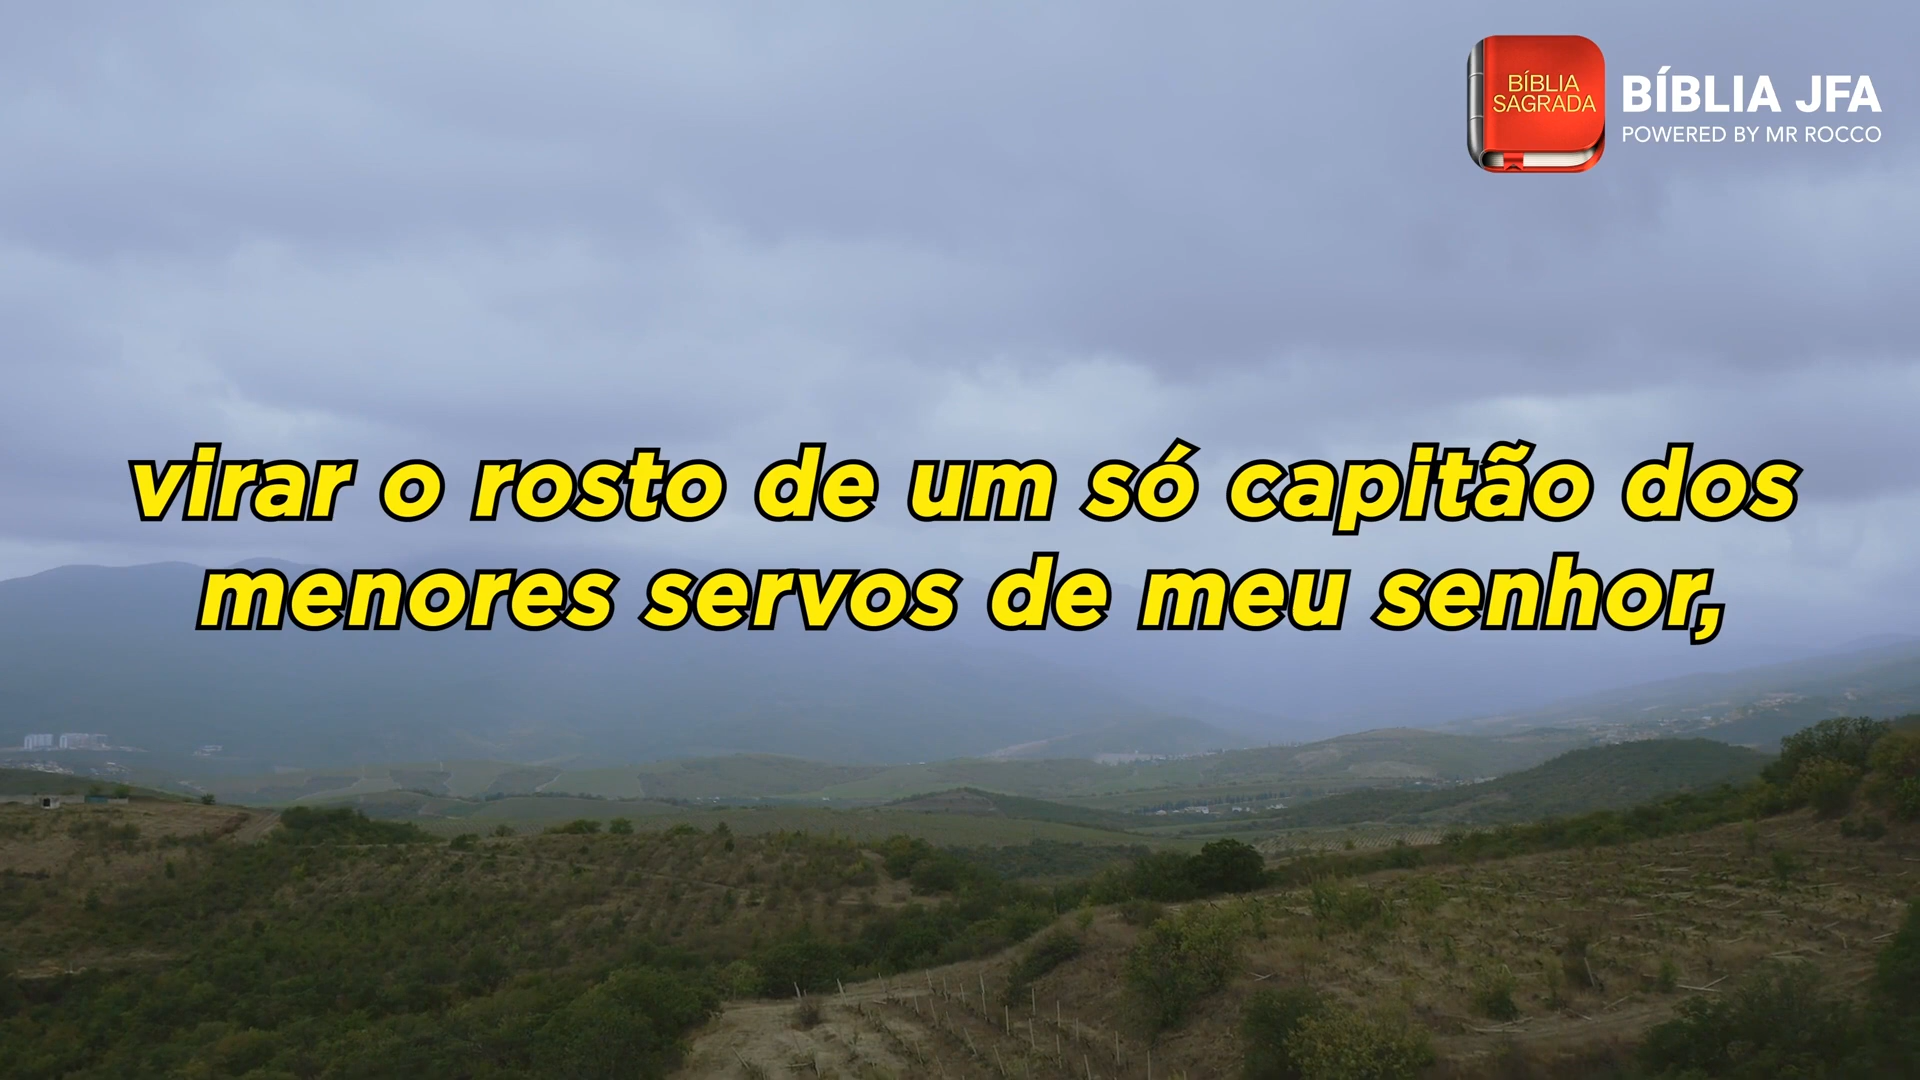 BÍBLIA
SAGRADA
BÍBLIA JFA
POWERED BY MR ROCCO
virar o rosto de um só capitão dos
menores servos de meu senhor,